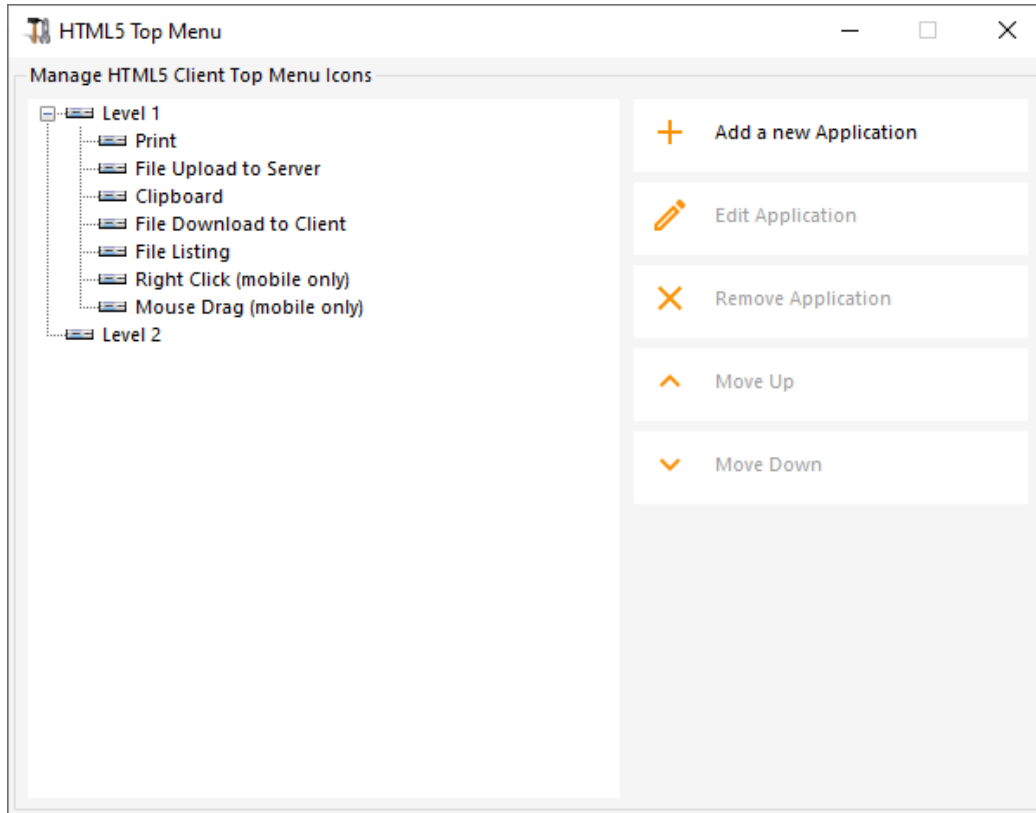 HTML5 Top Menu
Manage HTML5 Client Top Menu Icons
Level 1
Print
File Upload to Server
Clipboard
File Download to Client
File Listing
Right Click (mobile only)
Mouse Drag (mobile only)
Level 2
Add a new Application
Edit Application
Remove Application
Move Up
Move Down